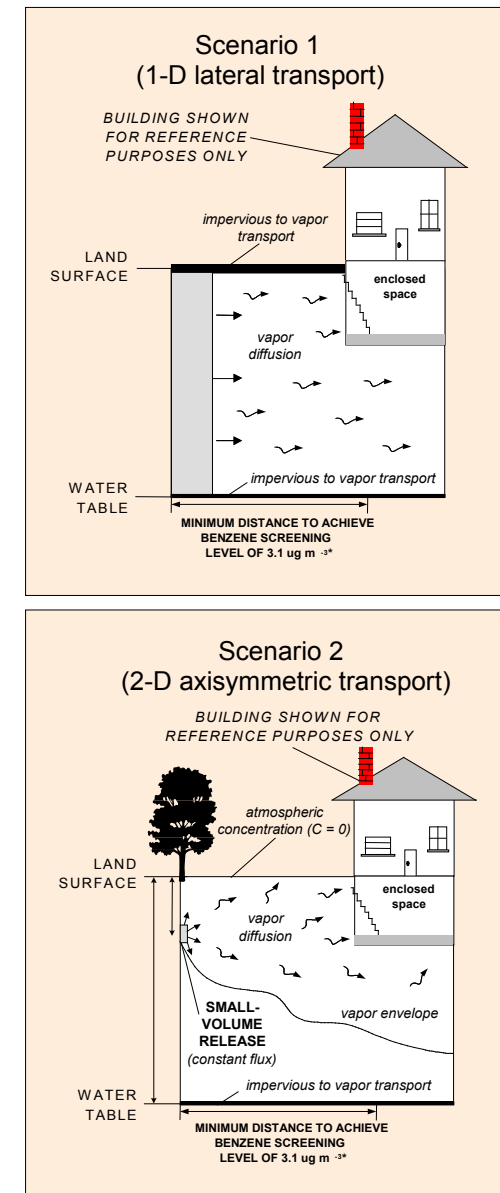 Scenario 1
(1-D lateral transport)
BUILDING SHOWN
FOR REFERENCE
PURPOSES ONLY
impervious to vapor
transport
LAND
SURFACE
enclosed
space
vapor
diffusion
impervious to vapor transport
WATER
TABLE
MINIMUM DISTANCE TO ACHIEVE
BENZENE SCREENING
LEVEL OF 3.1 ug m -3*
Scenario 2
(2-D axisymmetric transport)
BUILDING SHOWN FOR
REFERENCE PURPOSES ONLY
atmospheric
concentration (C = 0)
LAND
SURFACE
enclosed
space
vapor
diffusion
SMALL-
VOLUME
RELEASE
(constant flux)
vapor envelope
impervious to vapor transport
WATER
TABLE
MINIMUM DISTANCE TO ACHIEVE
BENZENE SCREENING
LEVEL OF 3.1 ug m -3*